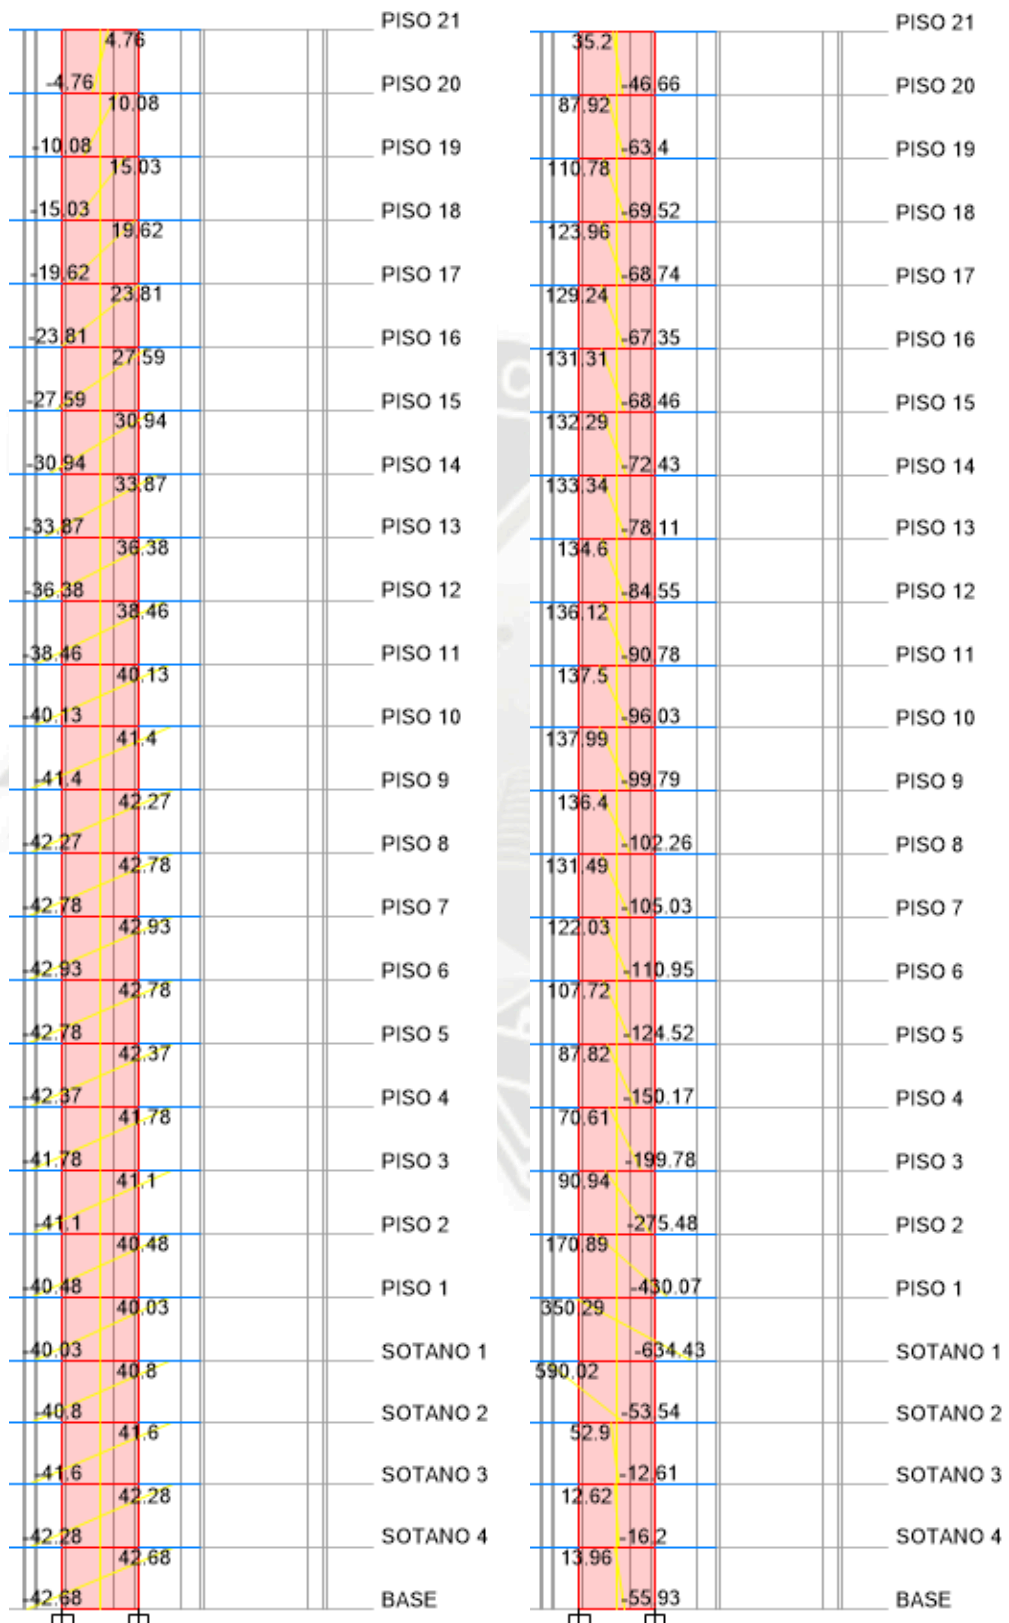 PISO 21
4.76
-4.76
PISO 20
10.08
-10.08
PISO 19
15.03
-15.03
PISO 18
19.62
-19.62
PISO 17
23.81
-23.81
PISO 16
27.59
-27.59
PISO 15
30.94
-30.94
PISO 14
33.87
-33.87
PISO 13
36.38
-36.38
PISO 12
38.46
-38.46
PISO 11
40.13
-40.13
PISO 10
41.4
-41.4
PISO 9
42.27
-42.27
PISO 8
42.78
-42.78
PISO 7
42.93
-42.93
PISO 6
42.78
-42.78
PISO 5
42.37
-42.37
PISO 4
41.78
-41.78
PISO 3
41.1
-41.1
PISO 2
40.48
-40.48
PISO 1
40.03
-40.03
SOTANO 1
40.8
-40.8
SOTANO 2
41.6
-41.6
SOTANO 3
42.28
-42.28
SOTANO 4
42.68
-42.68
BASE
PISO 21
35.2
-46.66
PISO 20
87.92
-63.4
PISO 19
110.78
-69.52
PISO 18
123.96
-68.74
PISO 17
129.24
-67.35
PISO 16
131.31
-68.46
PISO 15
132.29
-72.43
PISO 14
133.34
-78.11
PISO 13
134.6
-84.55
PISO 12
136.12
-90.78
PISO 11
137.5
-96.03
PISO 10
137.99
-99.79
PISO 9
136.4
-102.26
PISO 8
131.49
-105.03
PISO 7
122.03
-110.95
PISO 6
107.72
-124.52
PISO 5
87.82
-150.17
PISO 4
70.61
-199.78
PISO 3
90.94
-275.48
PISO 2
170.89
-430.07
PISO 1
350.29
-634.43
SOTANO 1
590.02
-53.54
SOTANO 2
52.9
-12.61
SOTANO 3
12.62
-16.2
SOTANO 4
13.96
-55.93
BASE